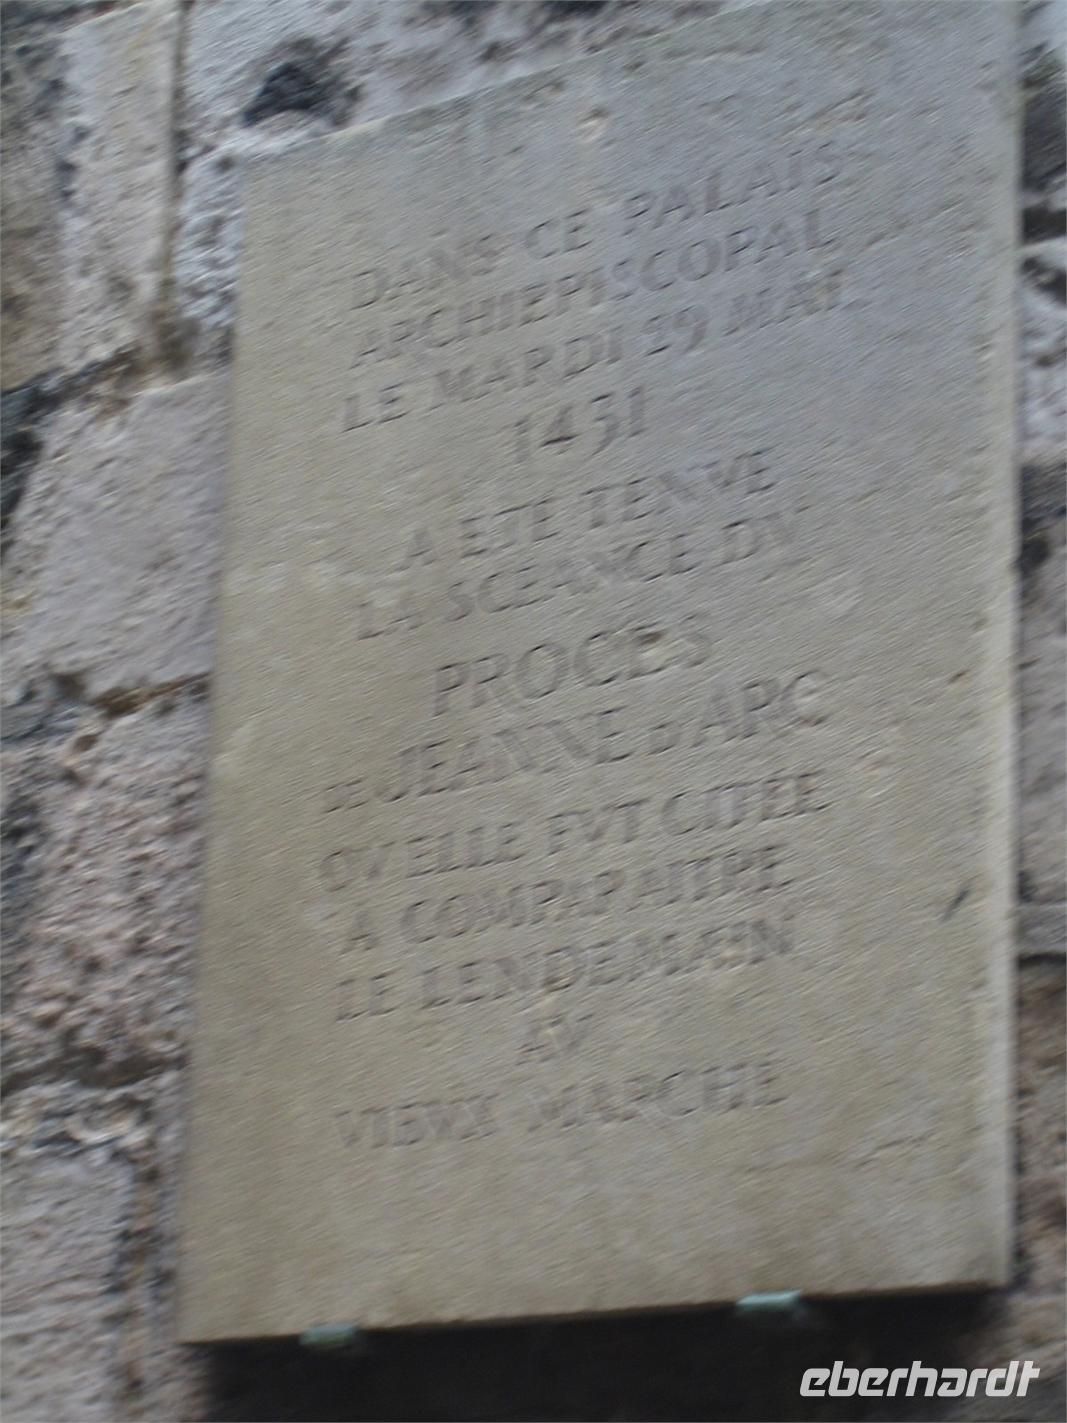 DANS CE PALAIS
ARCHIEPISCOPAL
LE MARDI 29 MAI
1431
A ETE TENVE
LA SCEANCE DV
PROCES
DE JEANNE D'ARC
OV ELLE FVT CITEE
A COMPARAITRE
LE LENDEMAIN
AV
VIEVX MARCHE
eberhardt